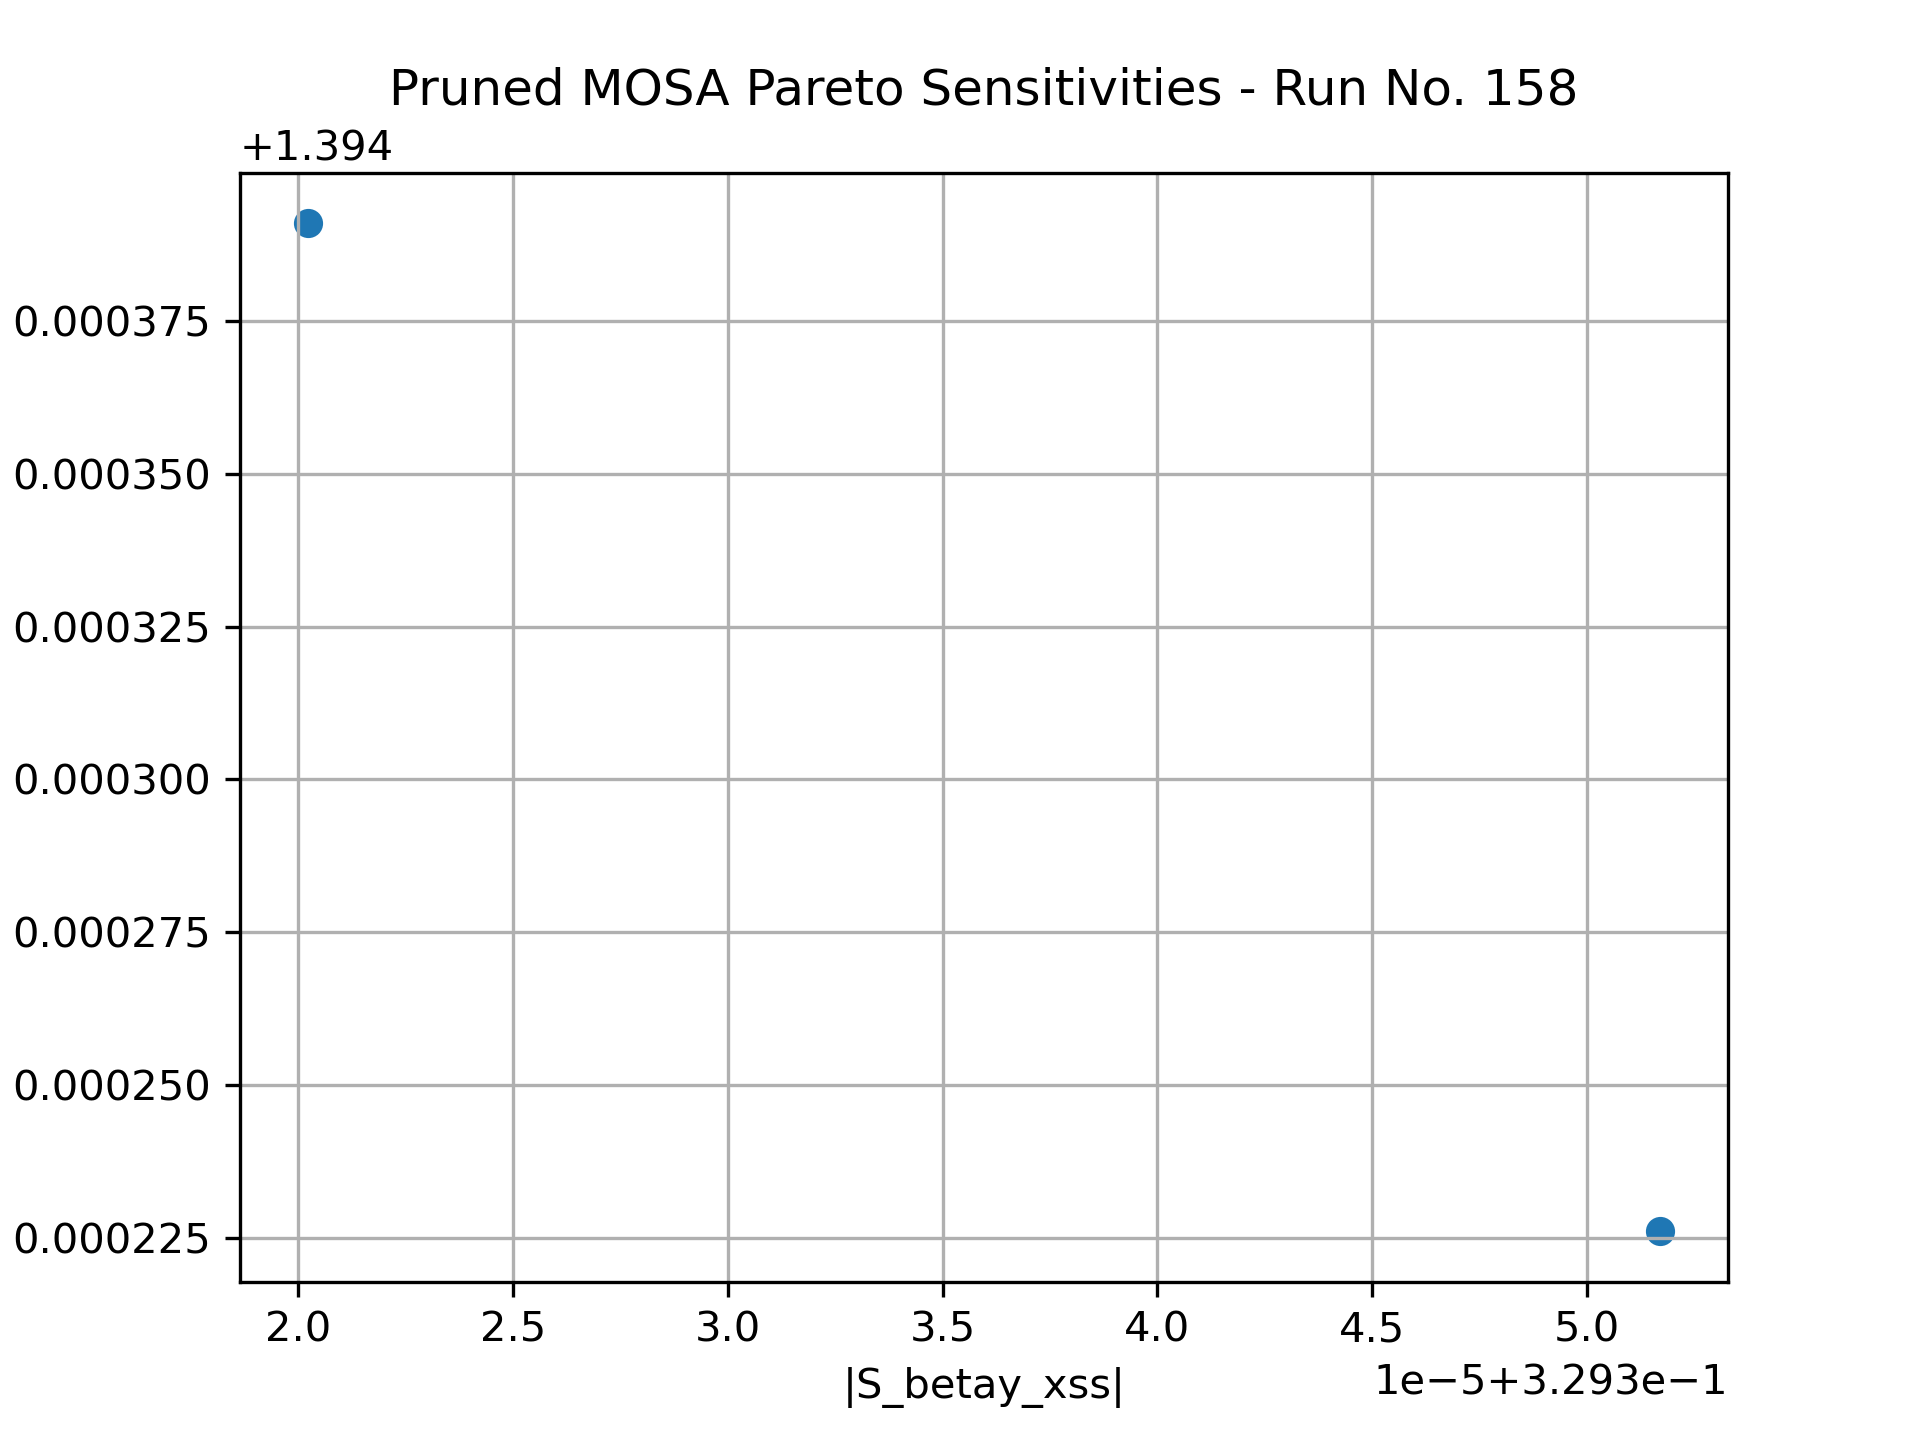 Pruned MOSA Pareto Sensitivities - Run No. 158
+1.394
0.000375
0.000350
0.000325
0.000300
0.000275
0.000250
0.000225
2.0 2.5 3.0 3.5 4.0 4.5 5.0
|S_betay_xss| 1e−5+3.293e−1